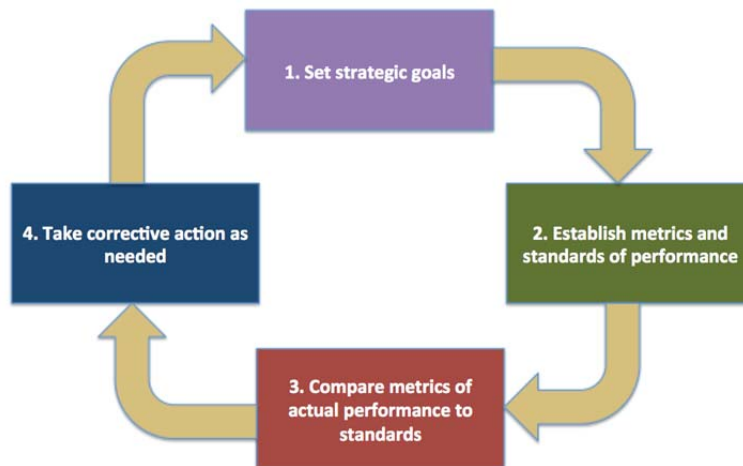 1. Set strategic goals
2. Establish metrics and
standards of performance
3. Compare metrics of
actual performance to
standards
4. Take corrective action as
needed